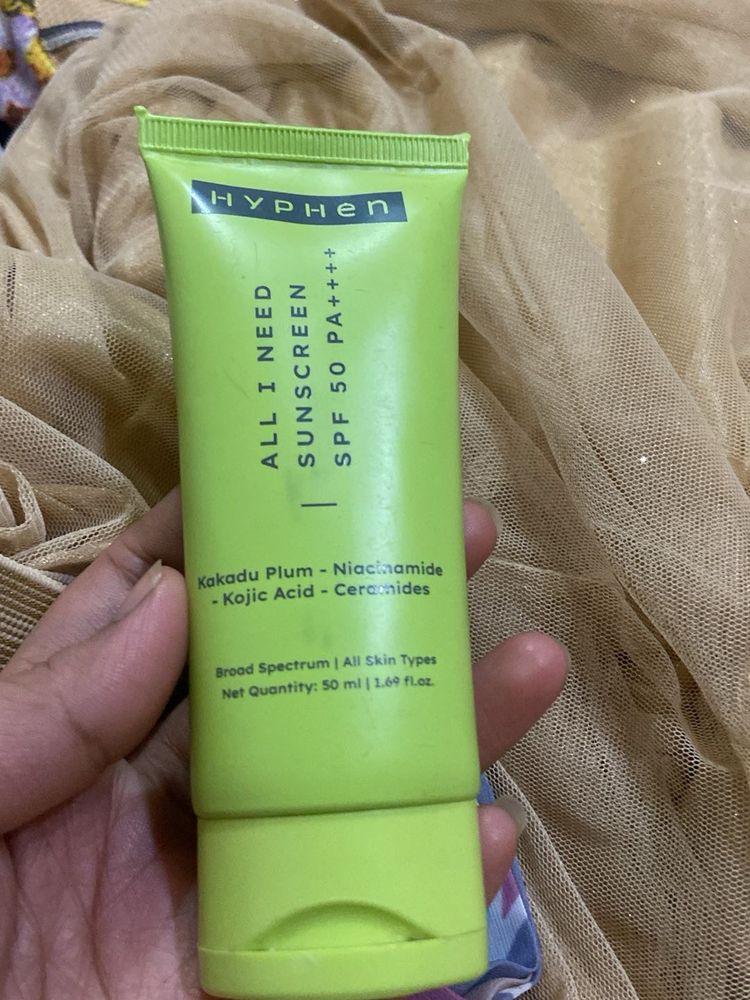 HYPHen
ALL I NEED
SUNSCREEN
SPF 50 PA++++
Kakadu Plum - Niacinamide
- Kojic Acid - Ceramides
Broad Spectrum | All Skin Types
Net Quantity: 50 ml | 1.69 fl.oz.